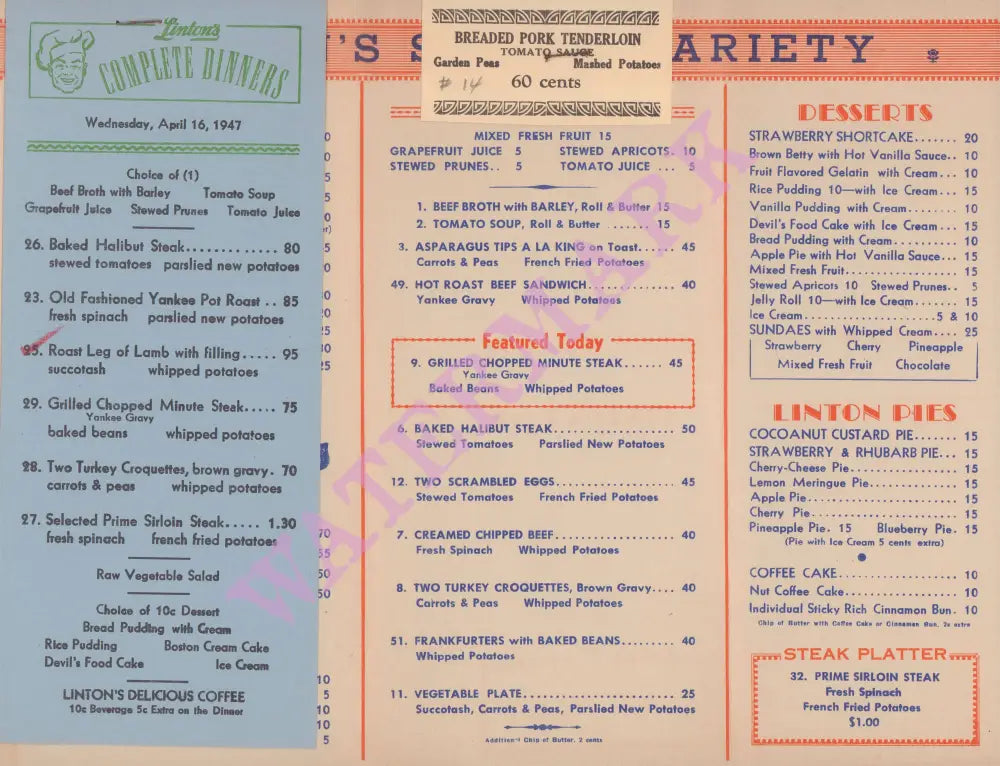 Linton's
COMPLETE DINNERS
Wednesday, April 16, 1947
Choice of (1)
Beef Broth with Barley Tomato Soup
Grapefruit Juice Stewed Prunes Tomato Juice
26. Baked Halibut Steak............ 80
stewed tomatoes parslied new potatoes
23. Old Fashioned Yankee Pot Roast .. 85
fresh spinach parslied new potatoes
25. Roast Leg of Lamb with filling..... 95
succotash whipped potatoes
29. Grilled Chopped Minute Steak..... 75
Yankee Gravy
baked beans whipped potatoes
28. Two Turkey Croquettes, brown gravy. 70
carrots & peas whipped potatoes
27. Selected Prime Sirloin Steak..... 1.30
fresh spinach french fried potatoes
Raw Vegetable Salad
Choice of 10c Dessert
Bread Pudding with Cream
Rice Pudding Boston Cream Cake
Devil's Food Cake Ice Cream
LINTON'S DELICIOUS COFFEE
10c Beverage 5c Extra on the Dinner
'S S ARIETY
BREADED PORK TENDERLOIN
TOMATO SAUCE
Garden Peas Mashed Potatoes
# 14 60 cents
MIXED FRESH FRUIT 15
GRAPEFRUIT JUICE 5 STEWED APRICOTS. 10
STEWED PRUNES.. 5 TOMATO JUICE ... 5
1. BEEF BROTH with BARLEY, Roll & Butter 15
2. TOMATO SOUP, Roll & Butter ....... 15
3. ASPARAGUS TIPS A LA KING on Toast...... 45
Carrots & Peas French Fried Potatoes
49. HOT ROAST BEEF SANDWICH.............. 40
Yankee Gravy Whipped Potatoes
Featured Today
9. GRILLED CHOPPED MINUTE STEAK...... 45
Yankee Gravy
Baked Beans Whipped Potatoes
6. BAKED HALIBUT STEAK................... 50
Stewed Tomatoes Parslied New Potatoes
12. TWO SCRAMBLED EGGS................... 45
Stewed Tomatoes French Fried Potatoes
7. CREAMED CHIPPED BEEF................... 40
Fresh Spinach Whipped Potatoes
8. TWO TURKEY CROQUETTES, Brown Gravy.... 40
Carrots & Peas Whipped Potatoes
51. FRANKFURTERS with BAKED BEANS......... 40
Whipped Potatoes
11. VEGETABLE PLATE........................ 25
Succotash, Carrots & Peas, Parslied New Potatoes
Additional Chip of Butter, 2 cents
DESSERTS
STRAWBERRY SHORTCAKE....... 20
Brown Betty with Hot Vanilla Sauce.. 10
Fruit Flavored Gelatin with Cream... 10
Rice Pudding 10—with Ice Cream... 15
Vanilla Pudding with Cream........ 10
Devil's Food Cake with Ice Cream... 15
Bread Pudding with Cream.......... 10
Apple Pie with Hot Vanilla Sauce... 15
Mixed Fresh Fruit................. 15
Stewed Apricots 10 Stewed Prunes.. 5
Jelly Roll 10—with Ice Cream....... 15
Ice Cream......................5 & 10
SUNDAES with Whipped Cream.... 25
Strawberry Cherry Pineapple
Mixed Fresh Fruit Chocolate
LINTON PIES
COCOANUT CUSTARD PIE....... 15
STRAWBERRY & RHUBARB PIE... 15
Cherry-Cheese Pie................. 15
Lemon Meringue Pie............... 15
Apple Pie........................ 15
Cherry Pie....................... 15
Pineapple Pie. 15 Blueberry Pie. 15
(Pie with Ice Cream 5 cents extra)
COFFEE CAKE.................. 10
Nut Coffee Cake.................. 10
Individual Sticky Rich Cinnamon Bun. 10
Chip of Butter with Coffee Cake or Cinnamon Bun, 2c extra
STEAK PLATTER
32. PRIME SIRLOIN STEAK
Fresh Spinach
French Fried Potatoes
$1.00
WATERMARK